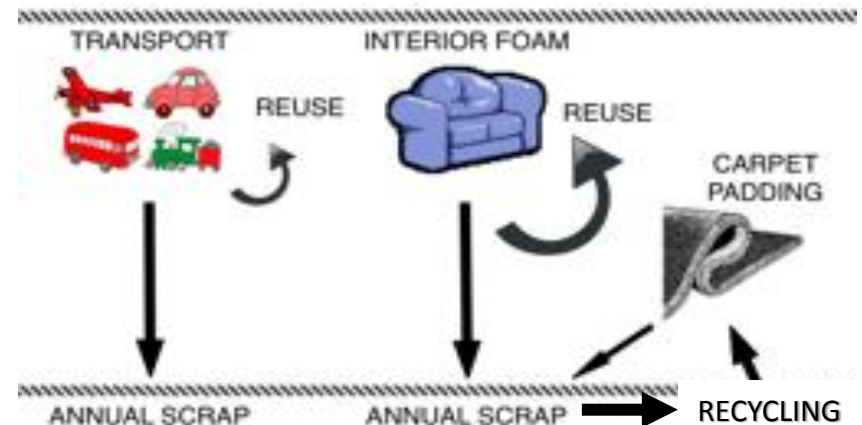 TRANSPORT
INTERIOR FOAM
REUSE
REUSE
CARPET
PADDING
ANNUAL SCRAP
ANNUAL SCRAP
RECYCLING